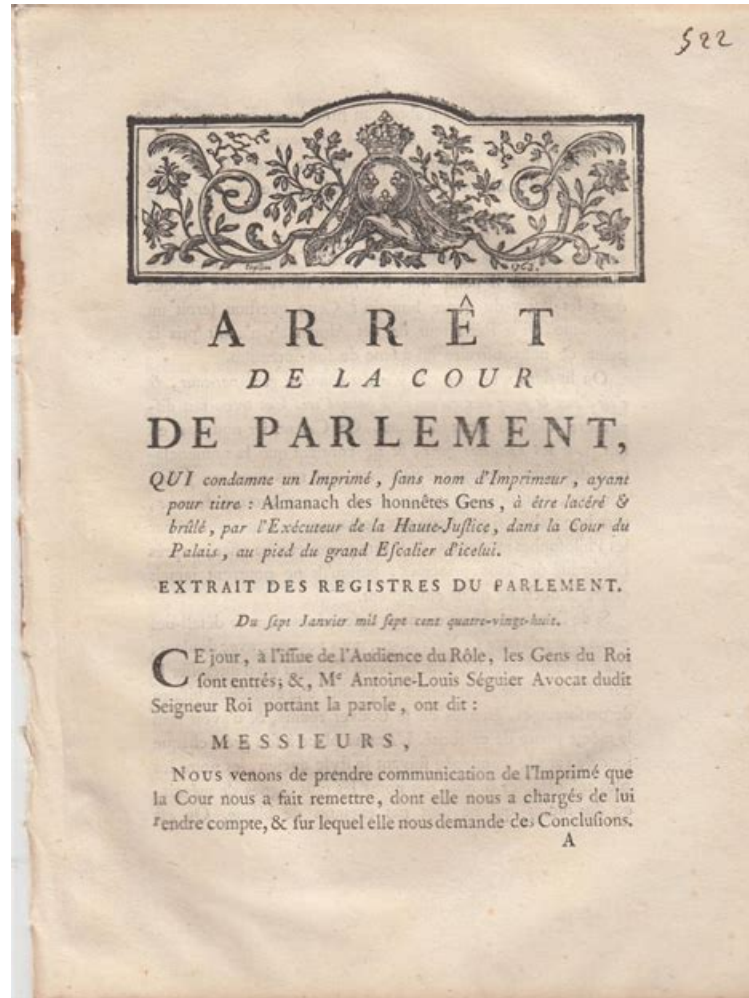 522
ARRÊT
DE LA COUR
DE PARLEMENT,
QUI condamne un Imprimé, ſans nom d'Imprimeur, ayant
pour titre : Almanach des honnêtes Gens, à être lacéré &
brûlé, par l'Exécuteur de la Haute-Juſtice, dans la Cour du
Palais, au pied du grand Eſcalier d'icelui.
EXTRAIT DES REGISTRES DU PARLEMENT.
Du ſept Janvier mil ſept cent quatre-vingt-huit.
CE jour, à l'iſſue de l'Audience du Rôle, les Gens du Roi
ſont entrés; &, Me Antoine-Louis Séguier Avocat dudit
Seigneur Roi portant la parole, ont dit :
MESSIEURS,
NOUS venons de prendre communication de l'Imprimé que
la Cour nous a fait remettre, dont elle nous a chargés de lui
rendre compte, & ſur lequel elle nous demande des Concluſions.
A